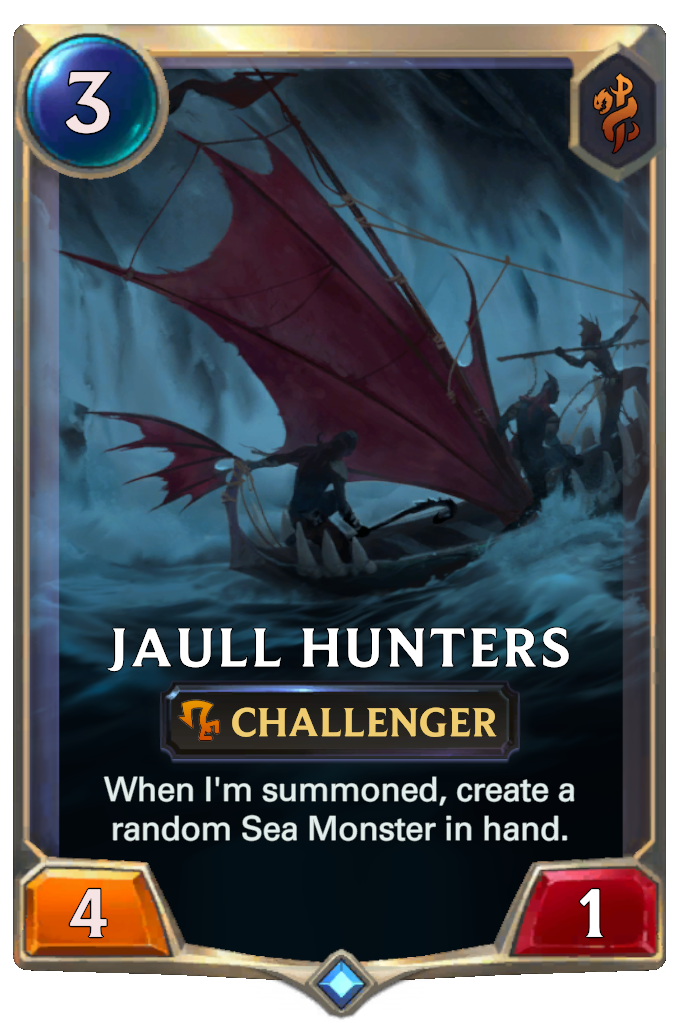 3
JAULL HUNTERS
CHALLENGER
When I'm summoned, create a
random Sea Monster in hand.
4
1